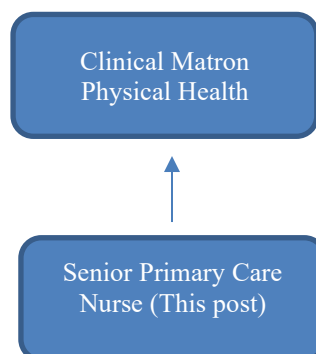 Clinical Matron
Physical Health
Senior Primary Care
Nurse (This post)